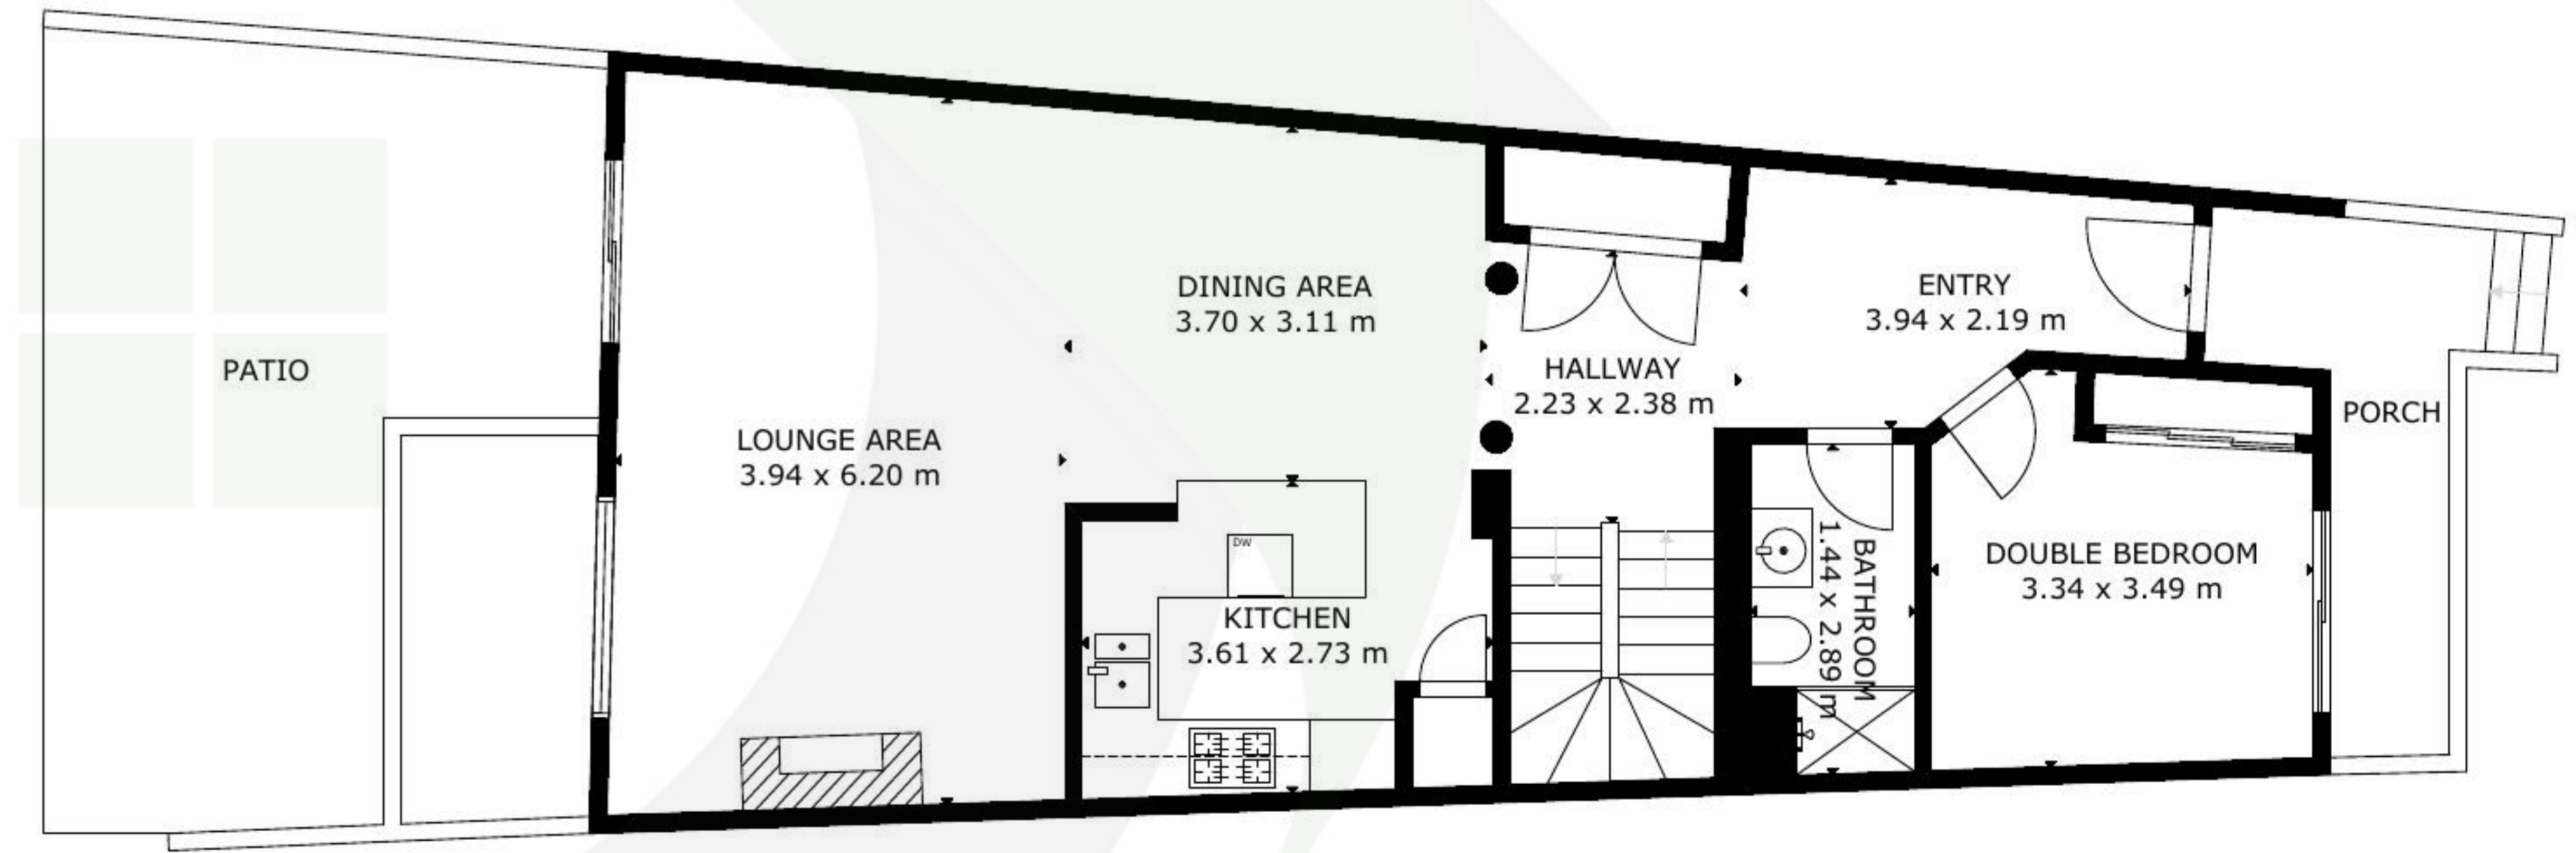 PATIO
LOUNGE AREA
3.94 x 6.20 m
DINING AREA
3.70 x 3.11 m
DW
KITCHEN
3.61 x 2.73 m
HALLWAY
2.23 x 2.38 m
ENTRY
3.94 x 2.19 m
BATHROOM
1.44 x 2.89 m
DOUBLE BEDROOM
3.34 x 3.49 m
PORCH